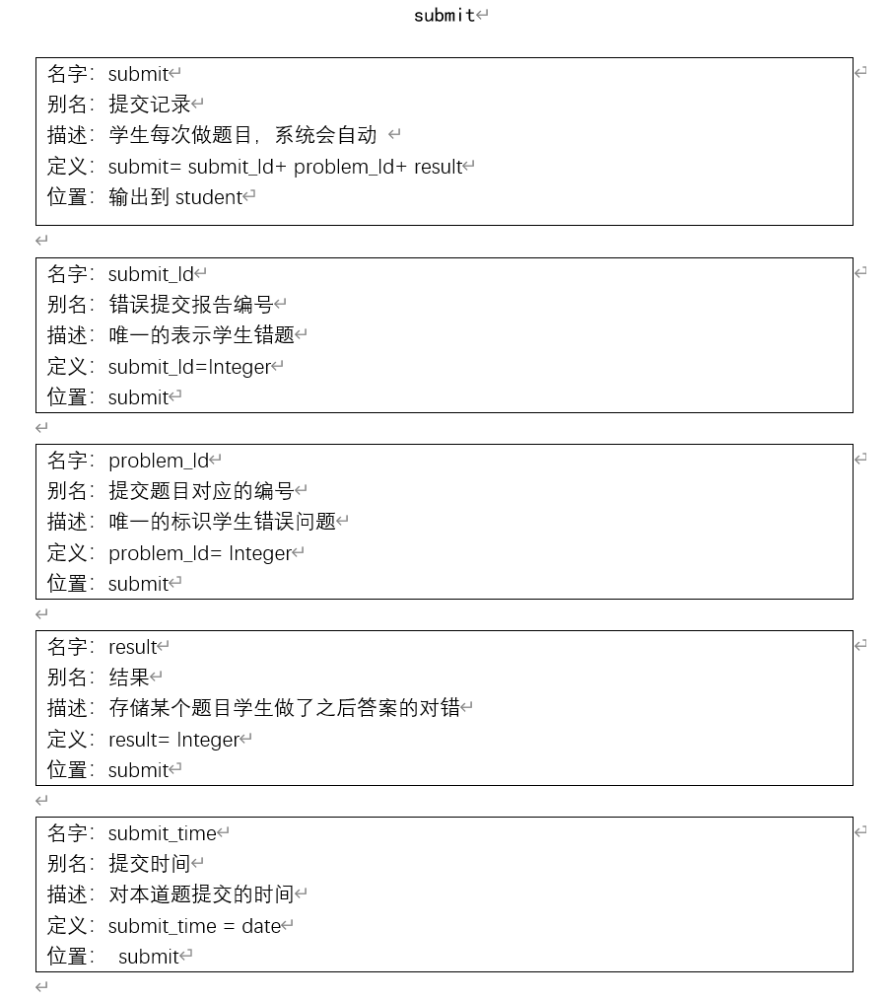 submit
名字：submit
别名：提交记录
描述：学生每次做题目，系统会自动
定义：submit= submit_Id+ problem_Id+ result
位置：输出到 student
名字：submit_Id
别名：错误提交报告编号
描述：唯一的表示学生错题
定义：submit_Id=Integer
位置：submit
名字：problem_Id
别名：提交题目对应的编号
描述：唯一的标识学生错误问题
定义：problem_Id= Integer
位置：submit
名字：result
别名：结果
描述：存储某个题目学生做了之后答案的对错
定义：result= Integer
位置：submit
名字：submit_time
别名：提交时间
描述：对本道题提交的时间
定义：submit_time = date
位置： submit